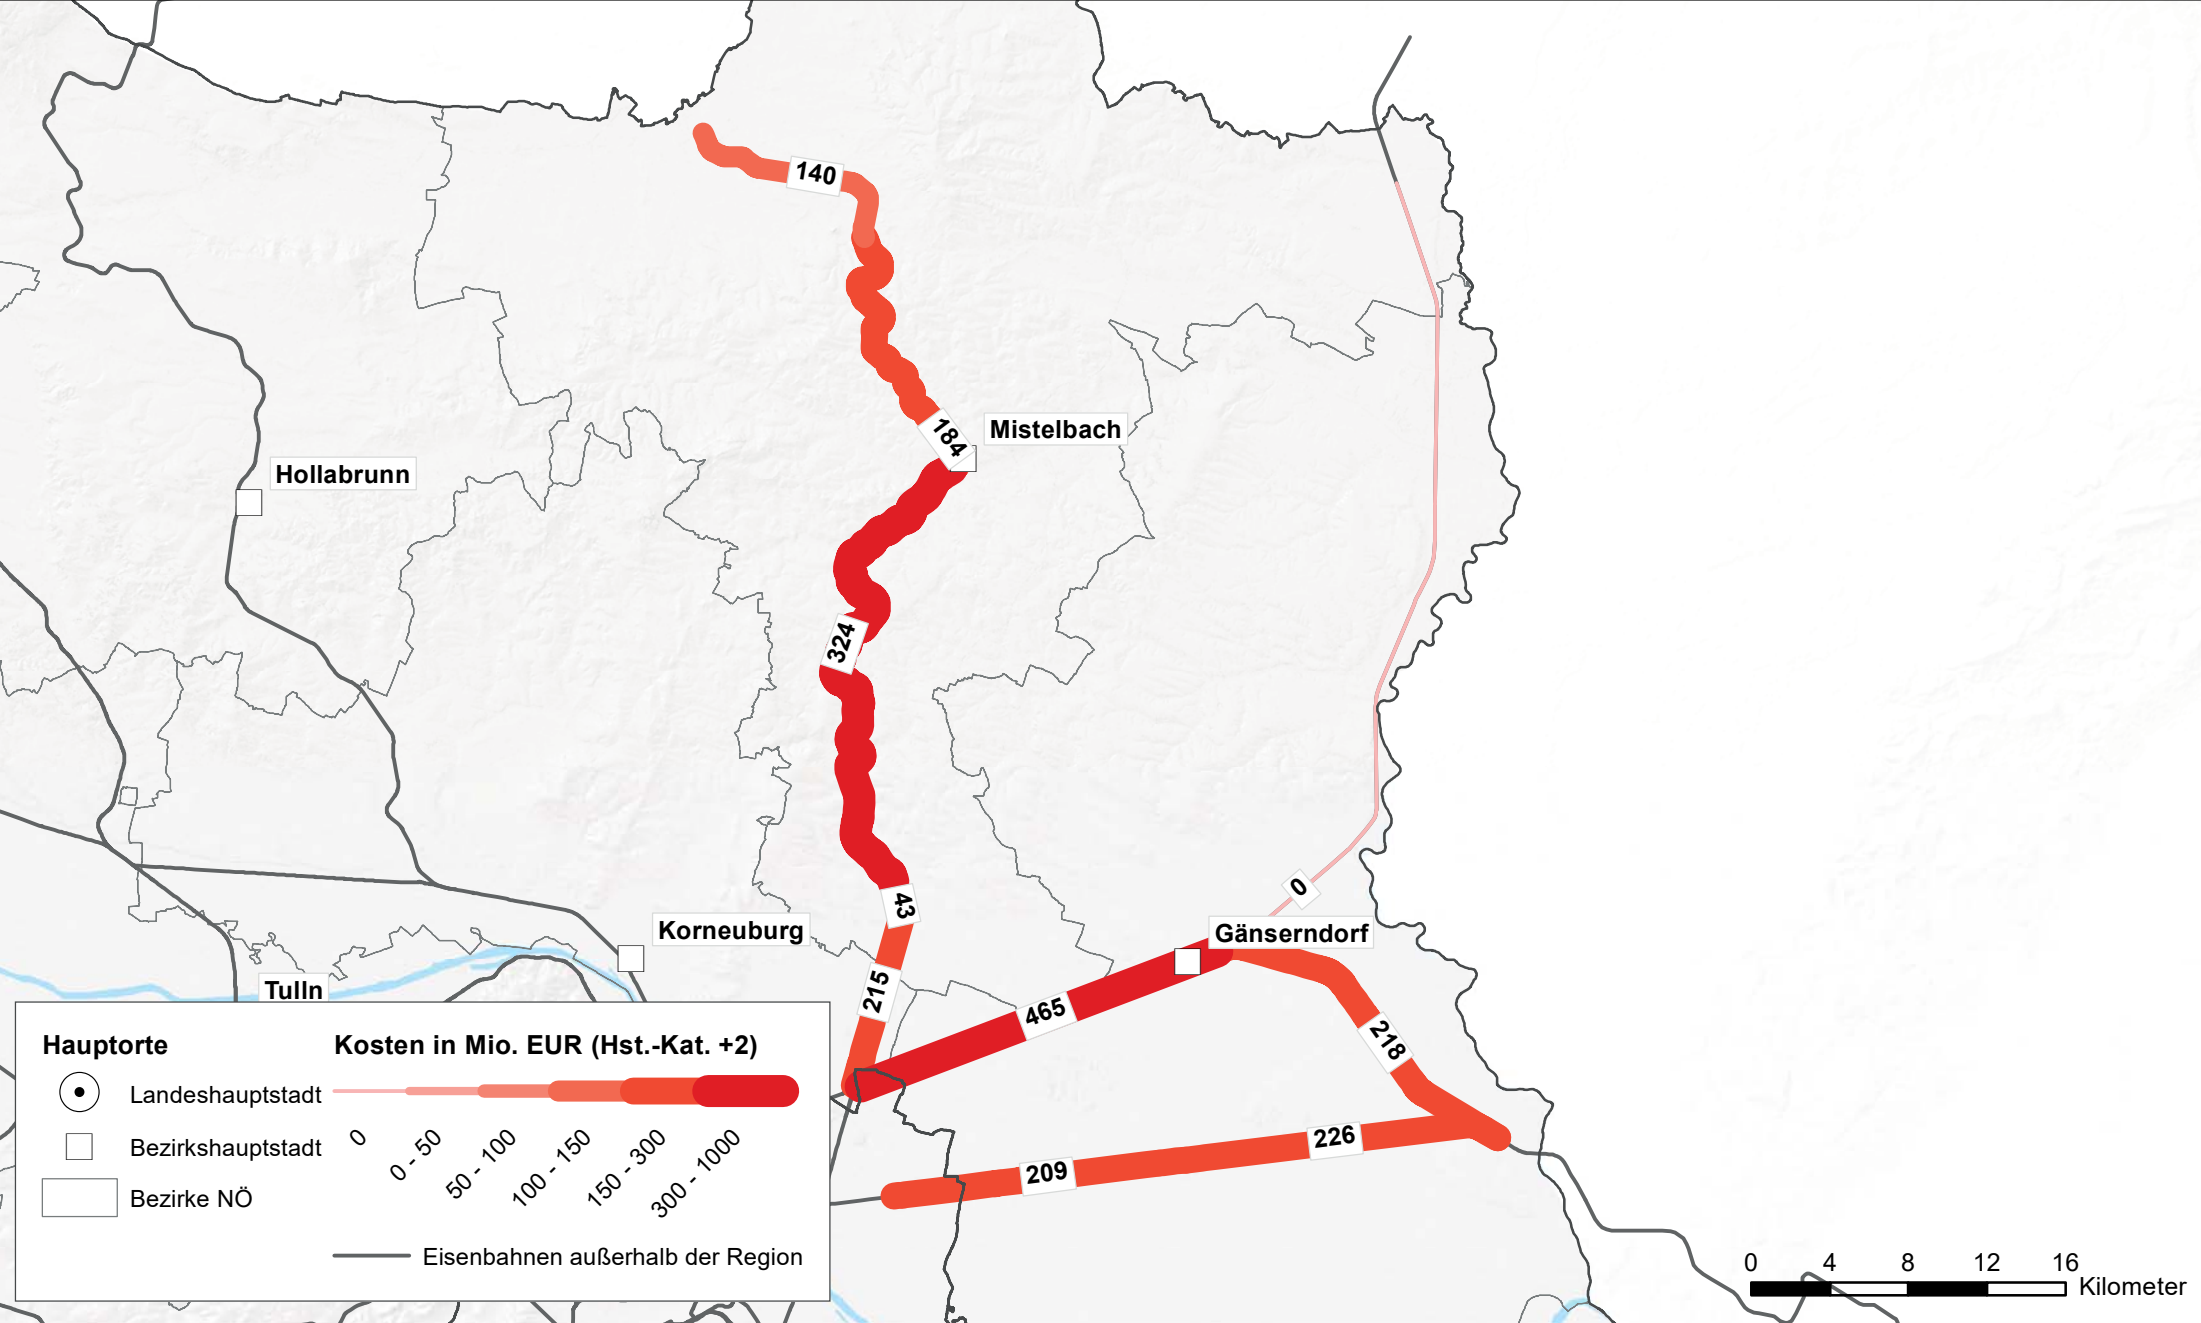 140
184
Mistelbach
Hollabrunn
324
0
43
Korneuburg
Gänserndorf
Tulln
215
465
218
226
209
Hauptorte
Landeshauptstadt
Bezirkshauptstadt
Bezirke NÖ
Kosten in Mio. EUR (Hst.-Kat. +2)
0
0 - 50
50 - 100
100 - 150
150 - 300
300 - 1000
Eisenbahnen außerhalb der Region
0 4 8 12 16
Kilometer